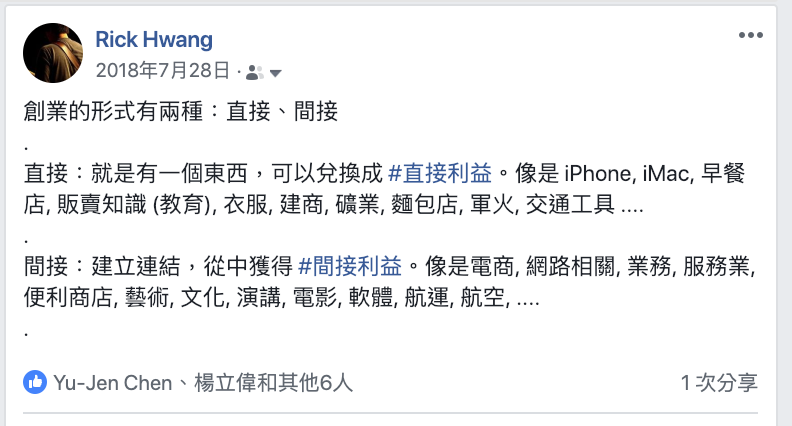 Rick Hwang
2018年7月28日 ·
創業的形式有兩種：直接、間接
.
直接：就是有一個東西，可以兌換成 #直接利益。像是 iPhone, iMac, 早餐
店, 販賣知識 (教育), 衣服, 建商, 礦業, 麵包店, 軍火, 交通工具 ....
.
間接：建立連結，從中獲得 #間接利益。像是電商, 網路相關, 業務, 服務業,
便利商店, 藝術, 文化, 演講, 電影, 軟體, 航運, 航空, ....
.
Yu-Jen Chen、楊立偉和其他6人
1 次分享